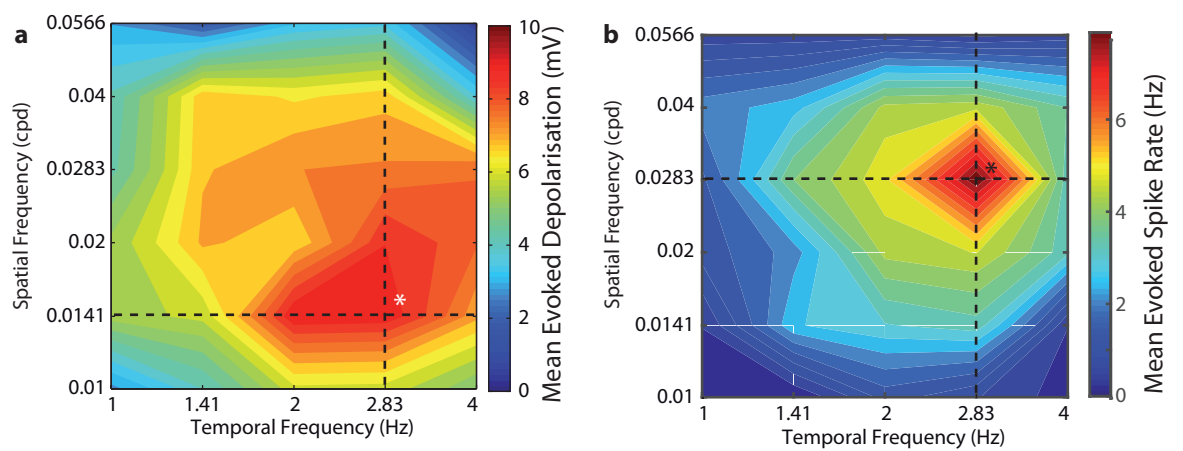 a
0.0566
0.04
0.0283
0.02
0.0141
0.01
Spatial Frequency (cpd)
1 1.41 2 2.83 4
Temporal Frequency (Hz)
*
10
8
6
4
2
0
Mean Evoked Depolarisation (mV)
b
0.0566
0.04
0.0283
0.02
0.0141
0.01
Spatial Frequency (cpd)
1 1.41 2 2.83 4
Temporal Frequency (Hz)
*
6
4
2
0
Mean Evoked Spike Rate (Hz)